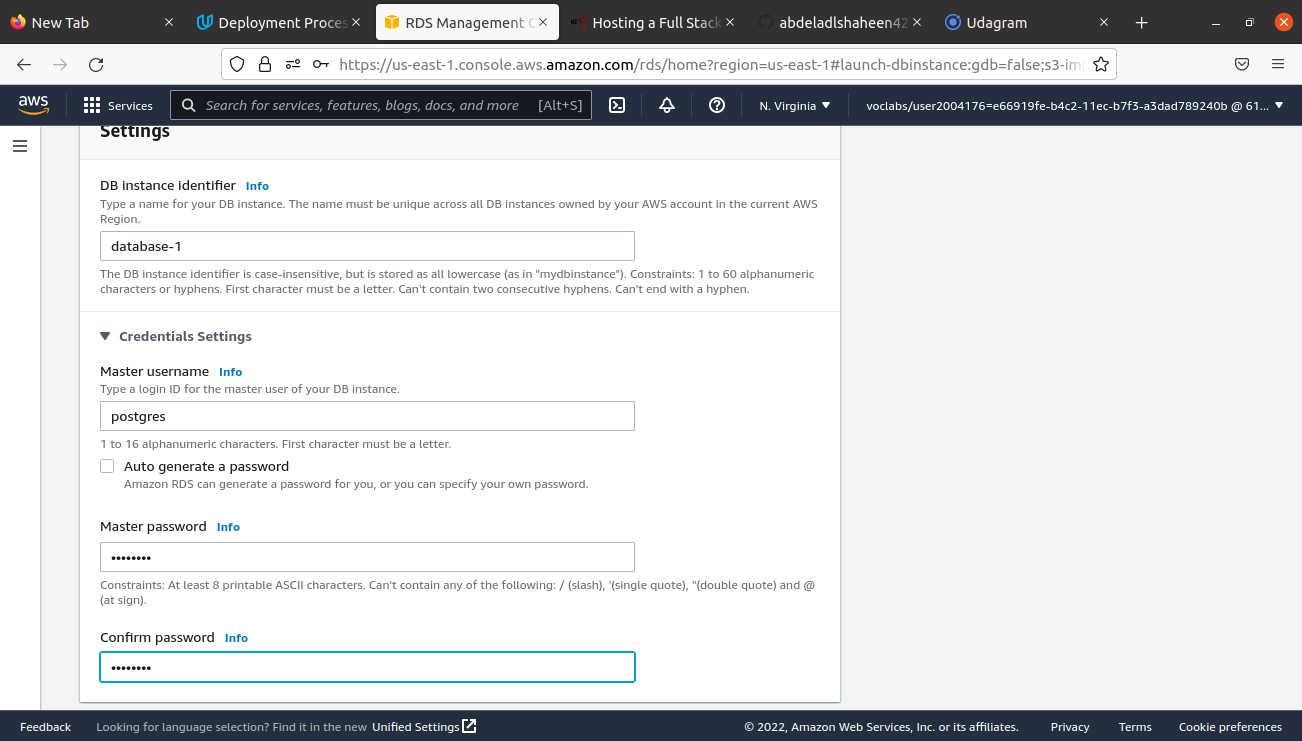 New Tab
Deployment Proces
RDS Management C
Hosting a Full Stack
abdeladlshaheen42
Udagram
https://us-east-1.console.aws.amazon.com/rds/home?region=us-east-1#launch-dbinstance:gdb=false;s3-imp
aws
Services
Search for services, features, blogs, docs, and more [Alt+S]
N. Virginia
voclabs/user2004176=e66919fe-b4c2-11ec-b7f3-a3dad789240b @ 61...
Settings
DB instance identifier Info
Type a name for your DB instance. The name must be unique across all DB instances owned by your AWS account in the current AWS
Region.
database-1
The DB instance identifier is case-insensitive, but is stored as all lowercase (as in "mydbinstance"). Constraints: 1 to 60 alphanumeric
characters or hyphens. First character must be a letter. Can't contain two consecutive hyphens. Can't end with a hyphen.
Credentials Settings
Master username Info
Type a login ID for the master user of your DB instance.
postgres
1 to 16 alphanumeric characters. First character must be a letter.
Auto generate a password
Amazon RDS can generate a password for you, or you can specify your own password.
Master password Info
••••••••
Constraints: At least 8 printable ASCII characters. Can't contain any of the following: / (slash), '(single quote), "(double quote) and @
(at sign).
Confirm password Info
••••••••
Feedback
Looking for language selection? Find it in the new Unified Settings
© 2022, Amazon Web Services, Inc. or its affiliates.
Privacy
Terms
Cookie preferences